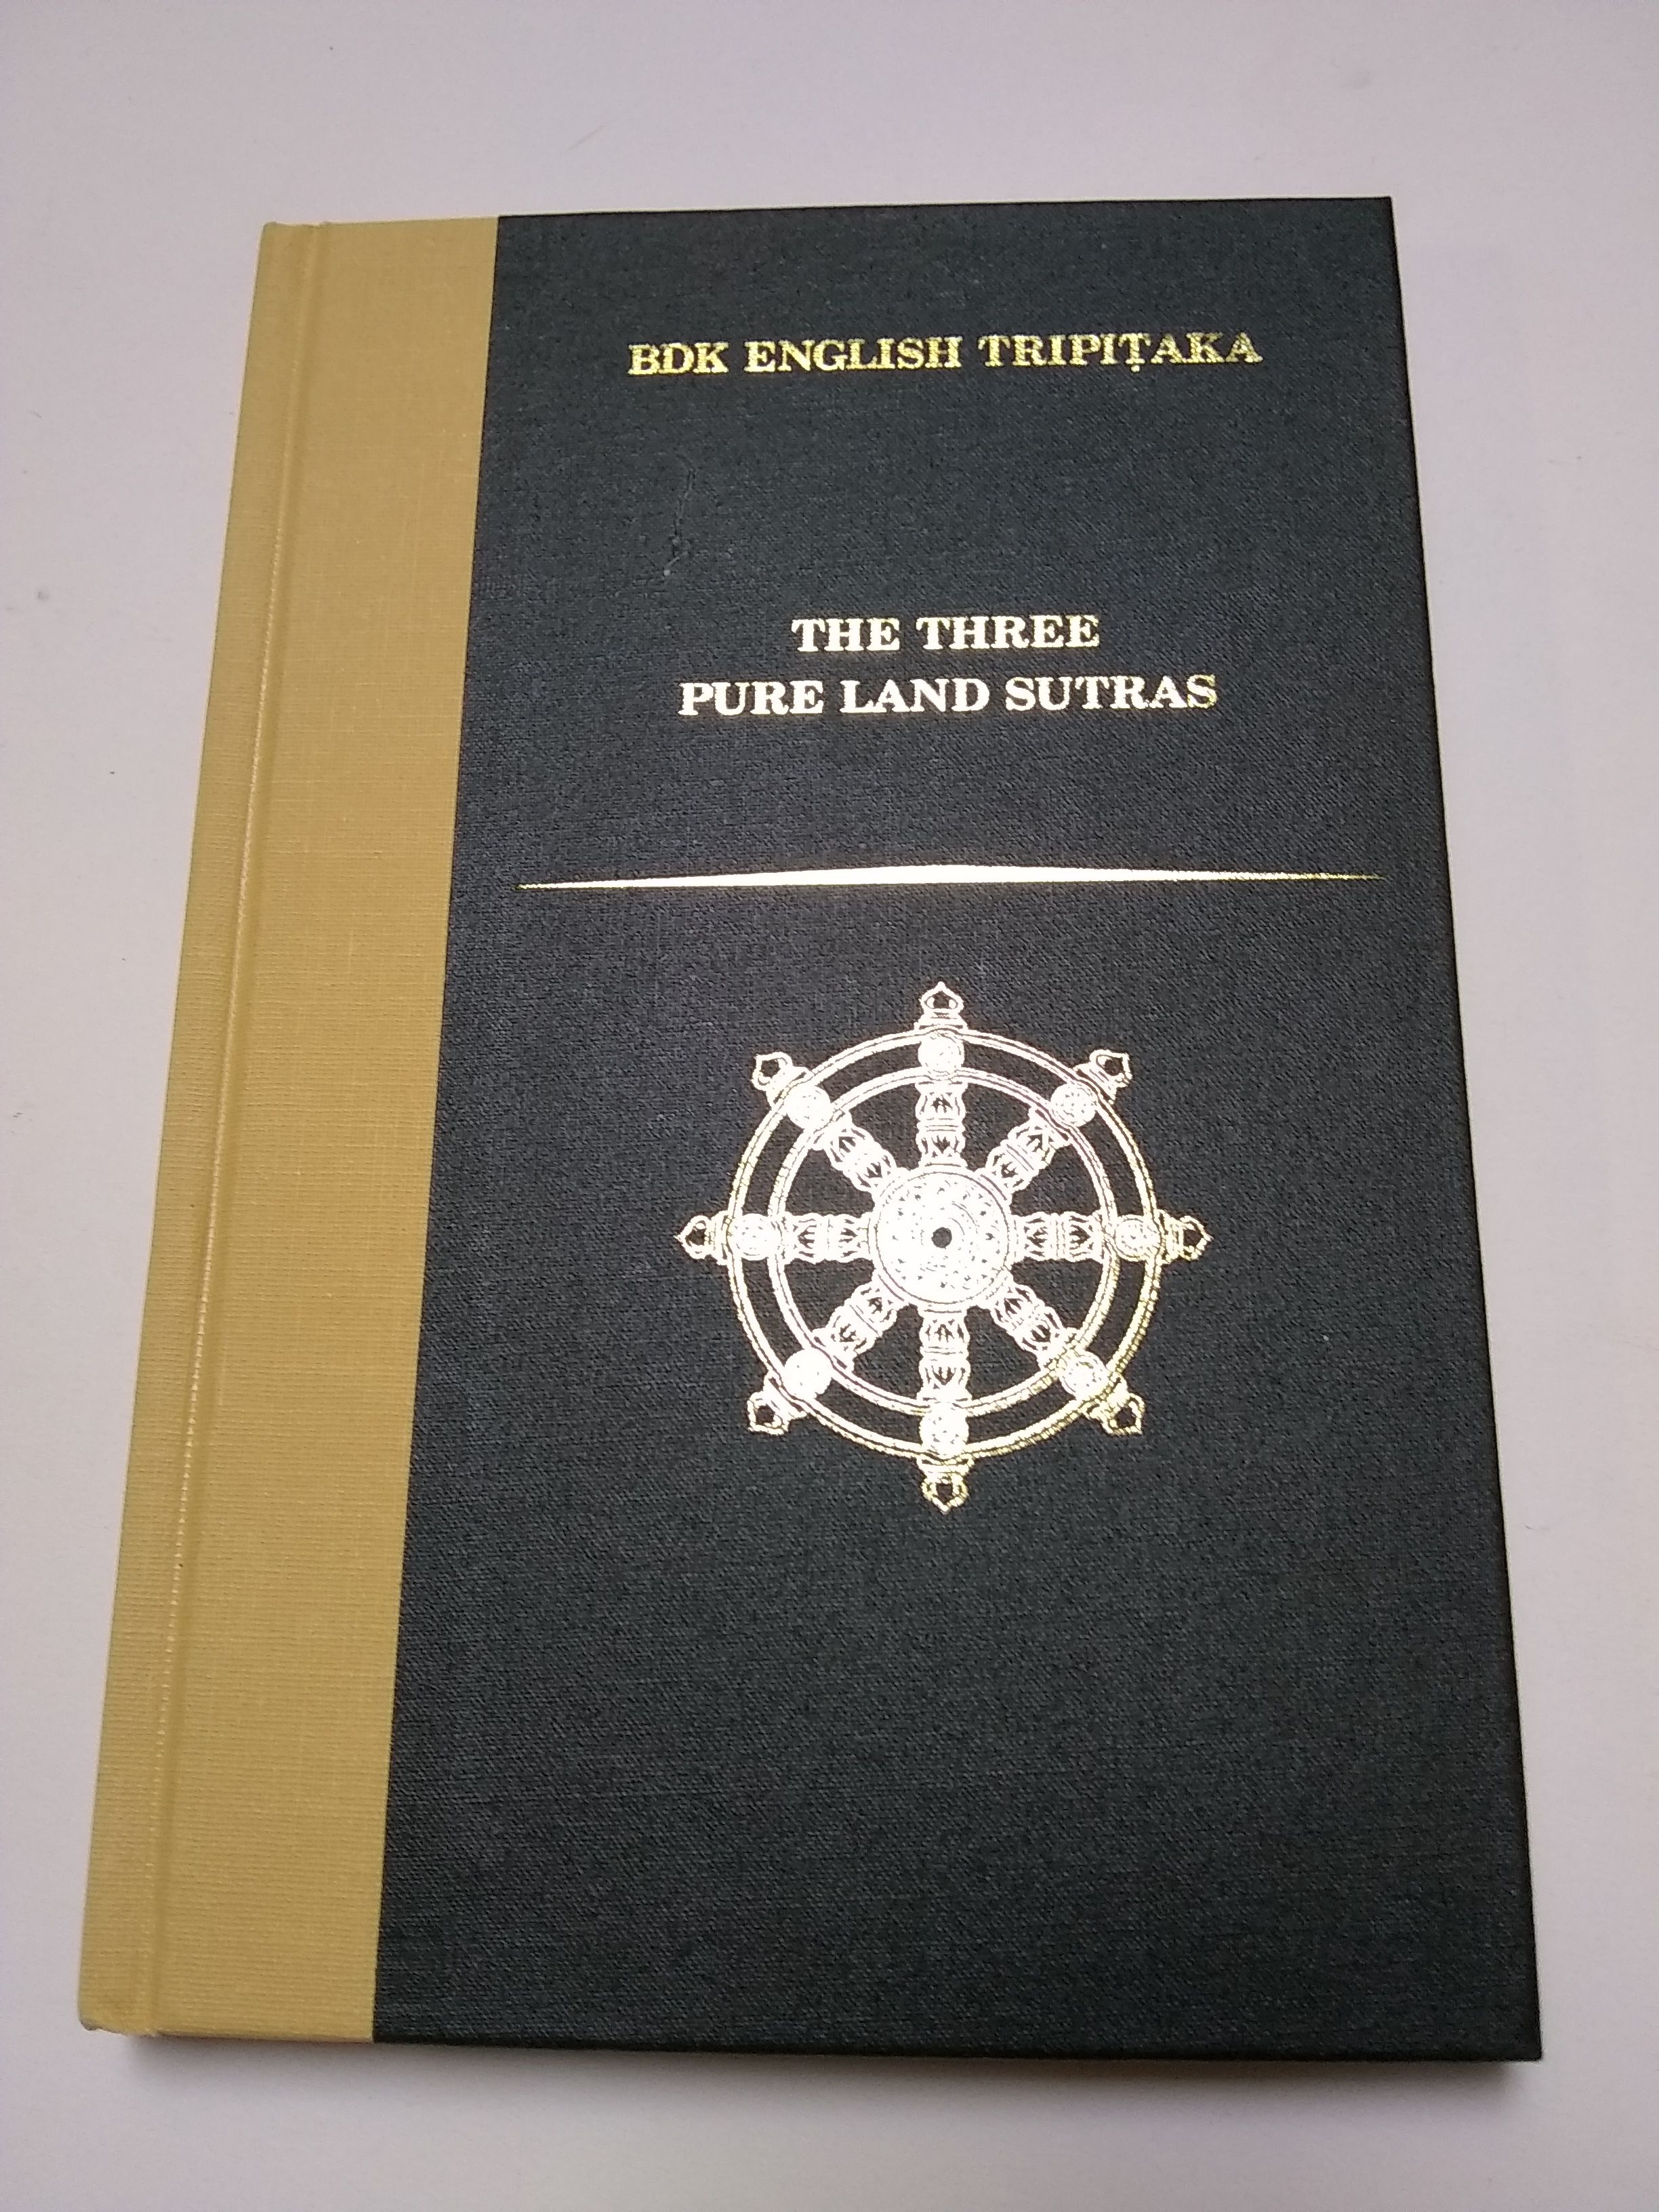 BDK ENGLISH TRIPIṬAKA
THE THREE
PURE LAND SUTRAS